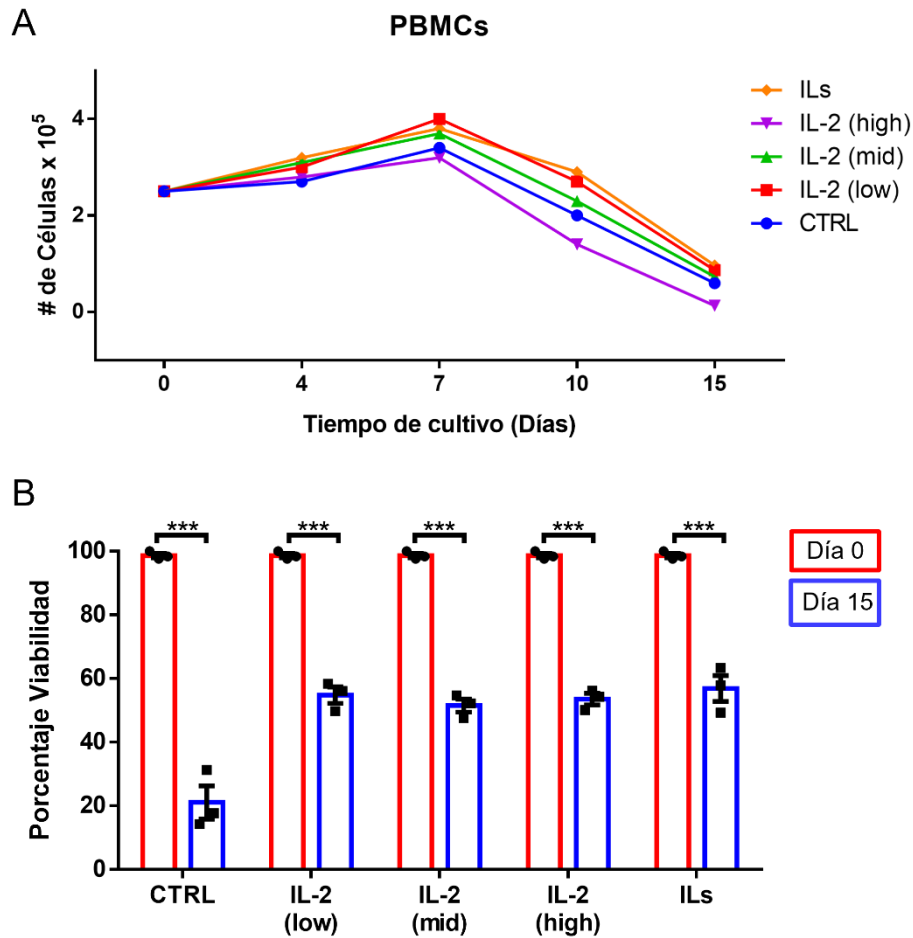 A
PBMCs
# de Células x 10⁵
4
2
0
0 4 7 10 15
Tiempo de cultivo (Días)
ILs
IL-2 (high)
IL-2 (mid)
IL-2 (low)
CTRL
B
Porcentaje Viabilidad
*** *** *** *** ***
100
80
60
40
20
0
CTRL IL-2 IL-2 IL-2 ILs
(low) (mid) (high)
Día 0
Día 15